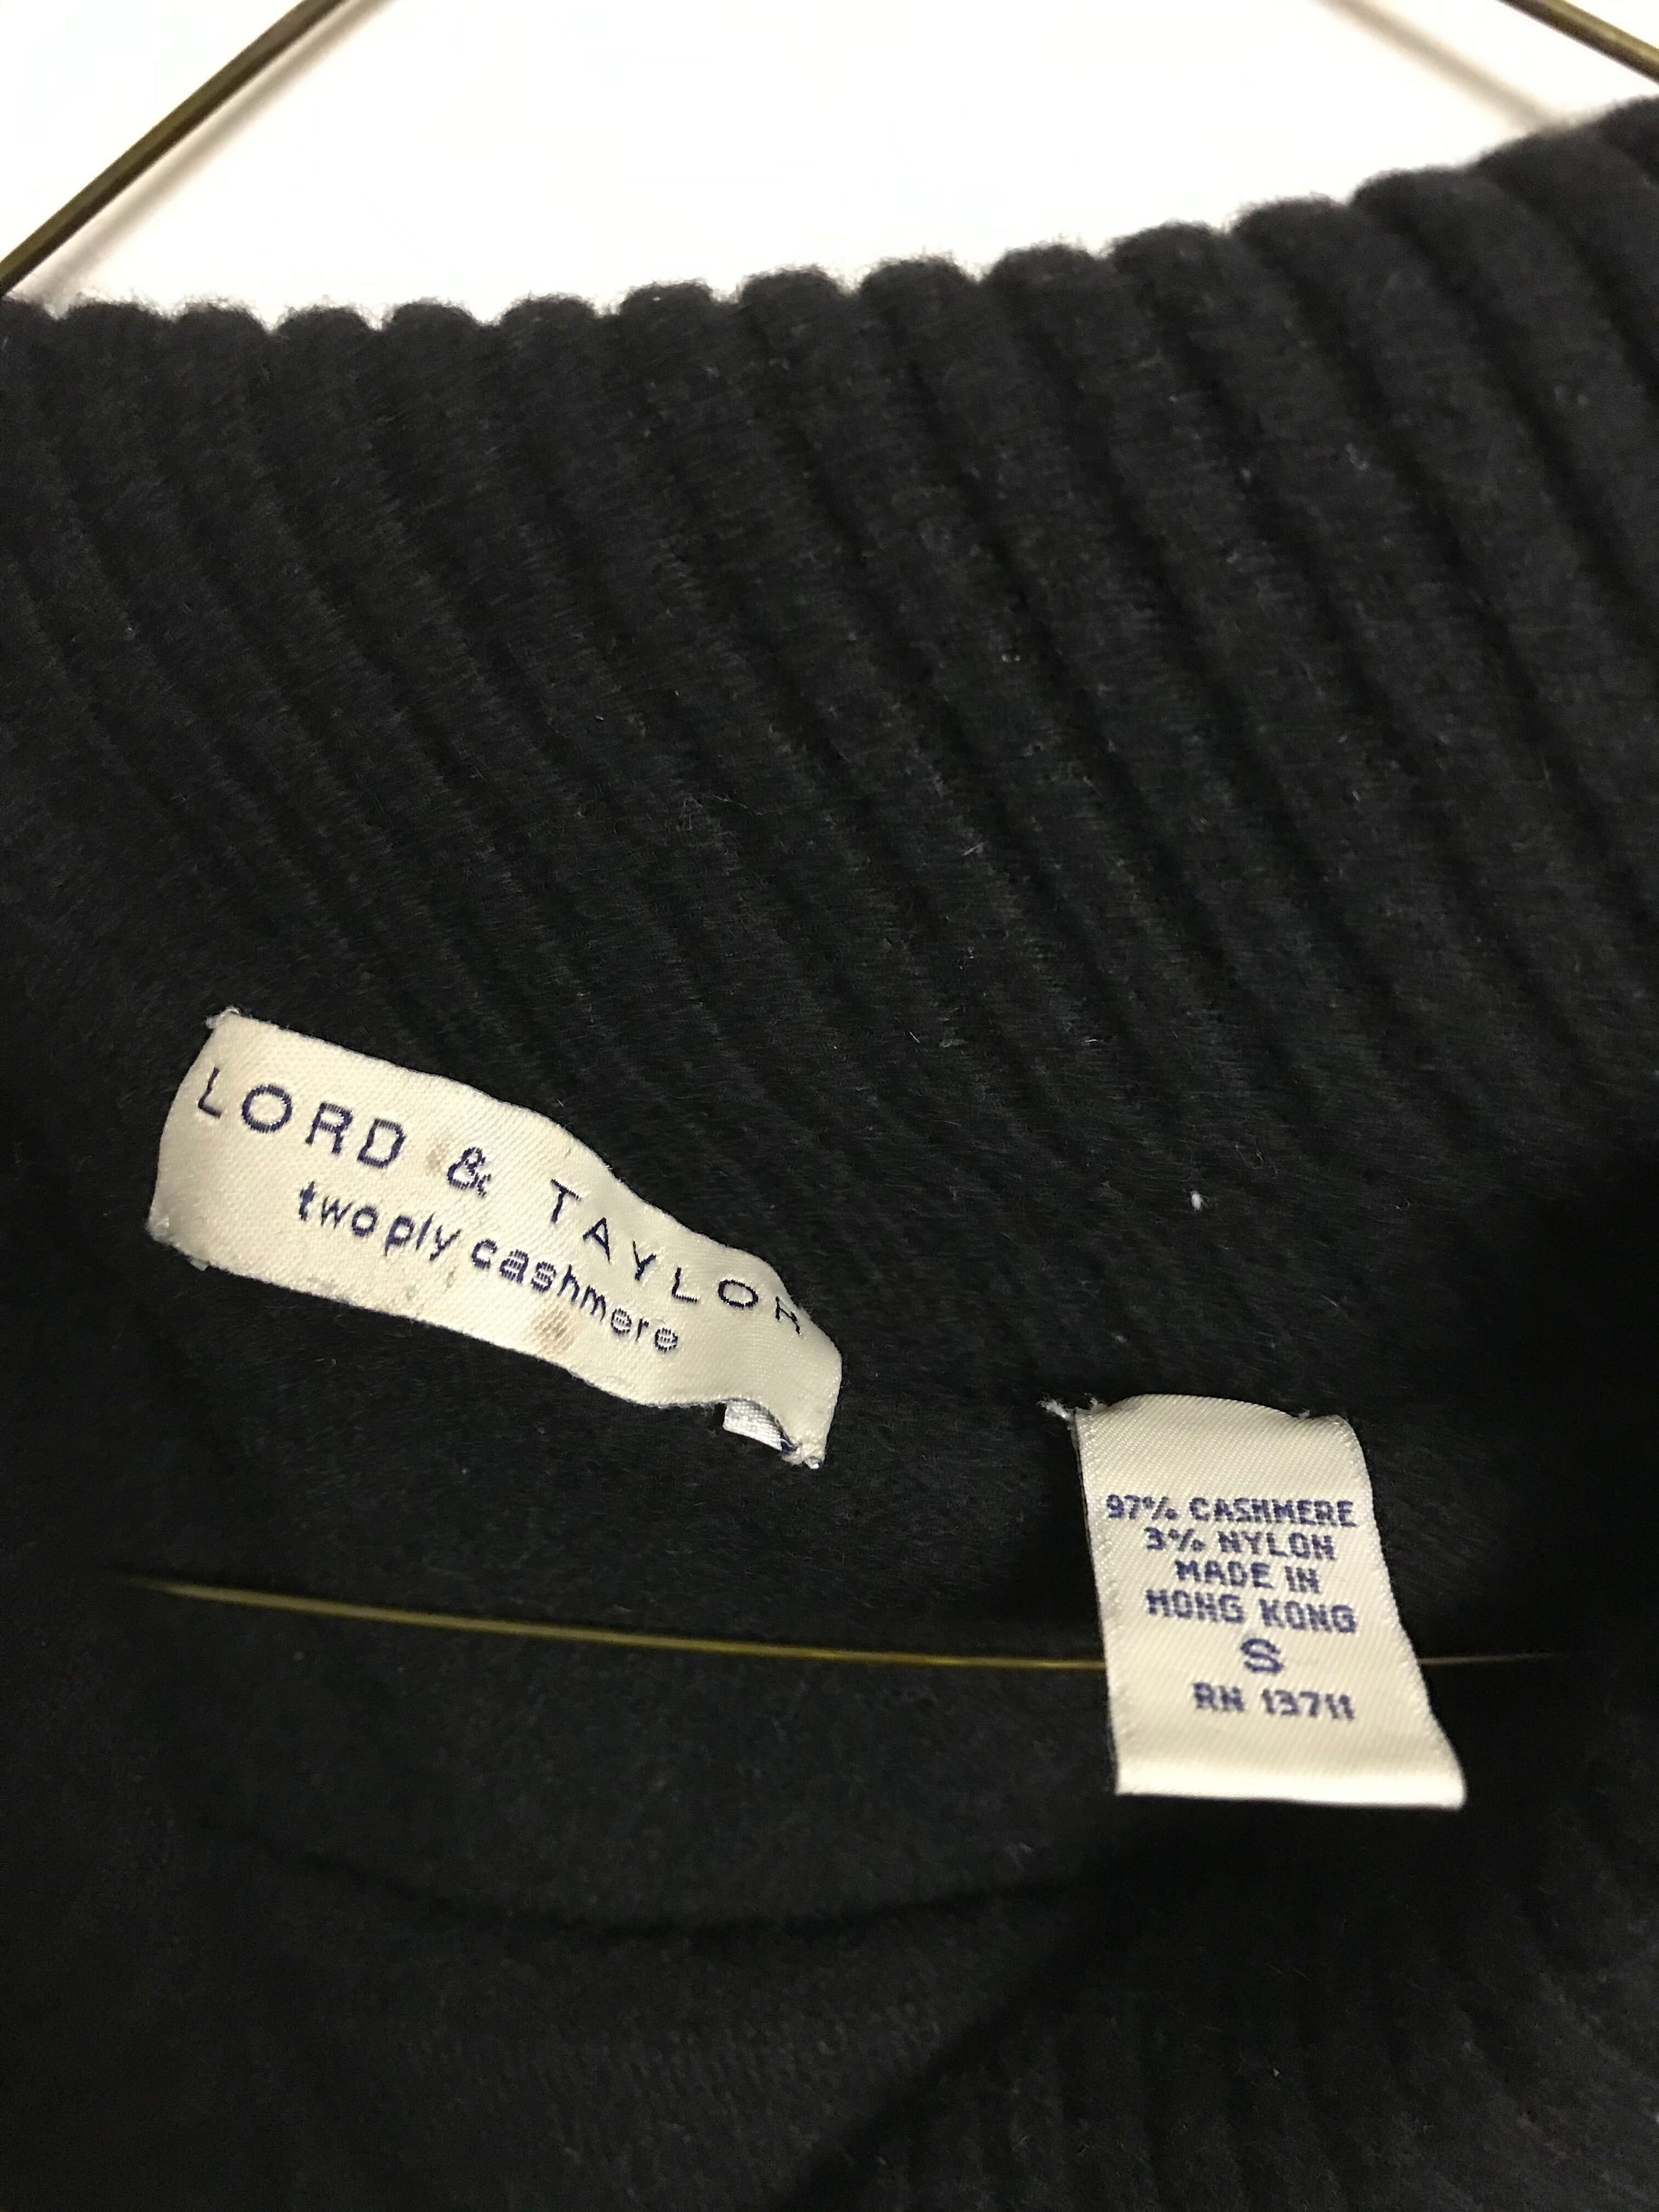 LORD & TAYLOR
two ply cashmere
97% CASHMERE
3% NYLON
MADE IN
HONG KONG
S
RN 13711